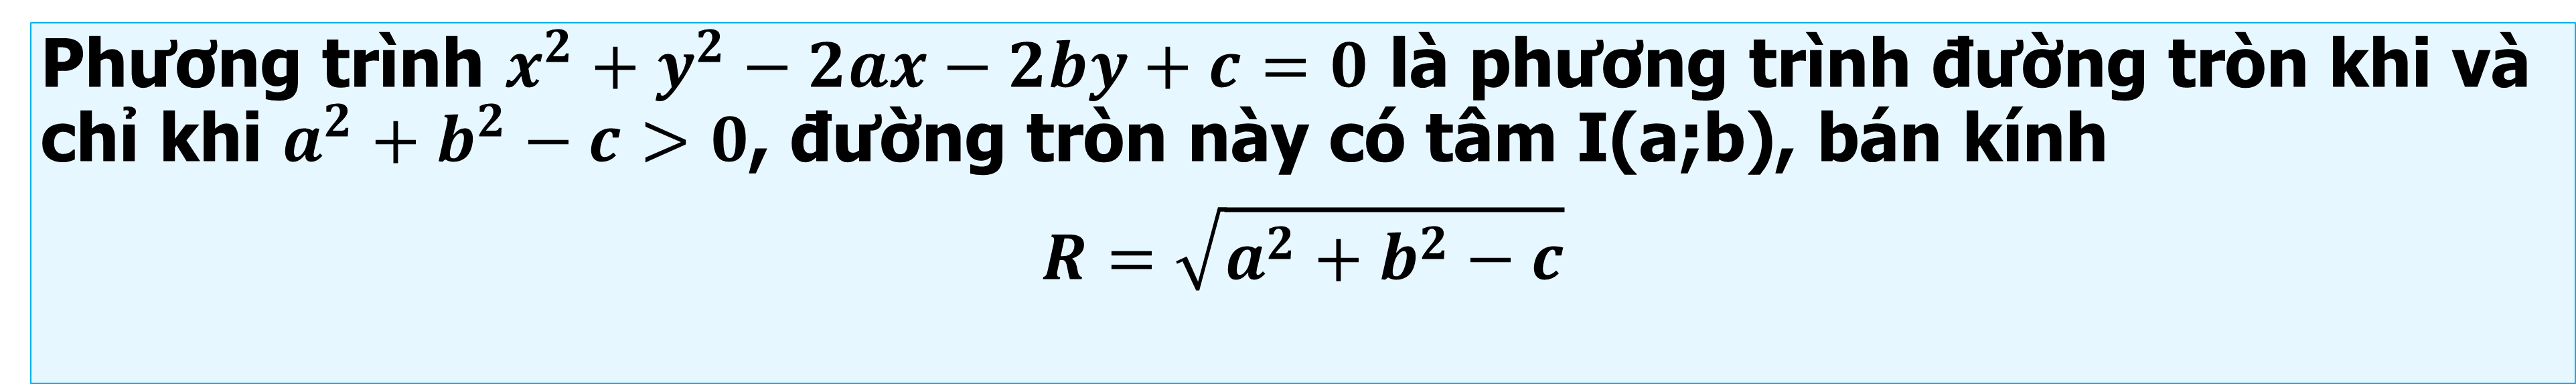 Phương trình x² + y² − 2ax − 2by + c = 0 là phương trình đường tròn khi và
chỉ khi a² + b² − c > 0, đường tròn này có tâm I(a;b), bán kính
R = √(a² + b² − c)